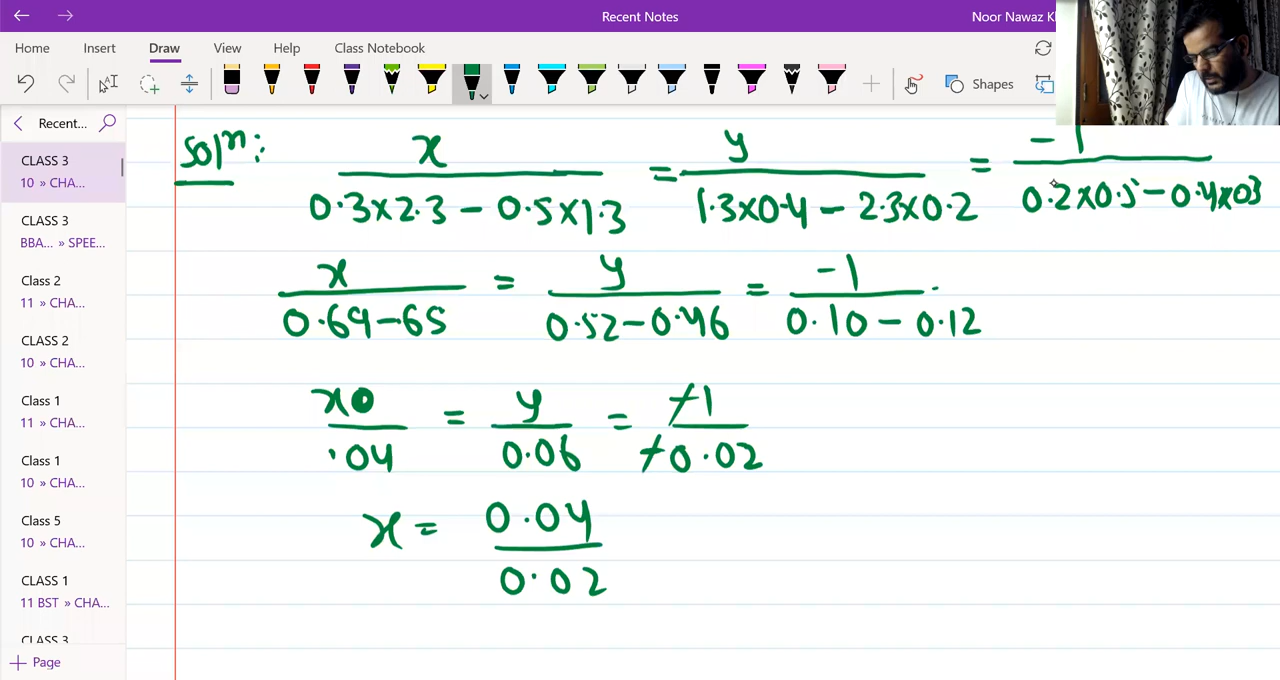 Recent Notes
Noor Nawaz Kh
Home Insert Draw View Help Class Notebook
Shapes
Recent...
CLASS 3
10 » CHA...
CLASS 3
BBA... » SPEE...
Class 2
11 » CHA...
CLASS 2
10 » CHA...
Class 1
11 » CHA...
Class 1
10 » CHA...
Class 5
10 » CHA...
CLASS 1
11 BST » CHA...
CLASS 3
+ Page
Solⁿ: x = y = -1
0.3×2.3 - 0.5×1.3 1.3×0.4 - 2.3×0.2 0.2×0.5 - 0.4×03
x = y = -1
0.69-65 0.52-0.46 0.10-0.12
x = y = -1
.04 0.06 -0.02
x = 0.04
0.02